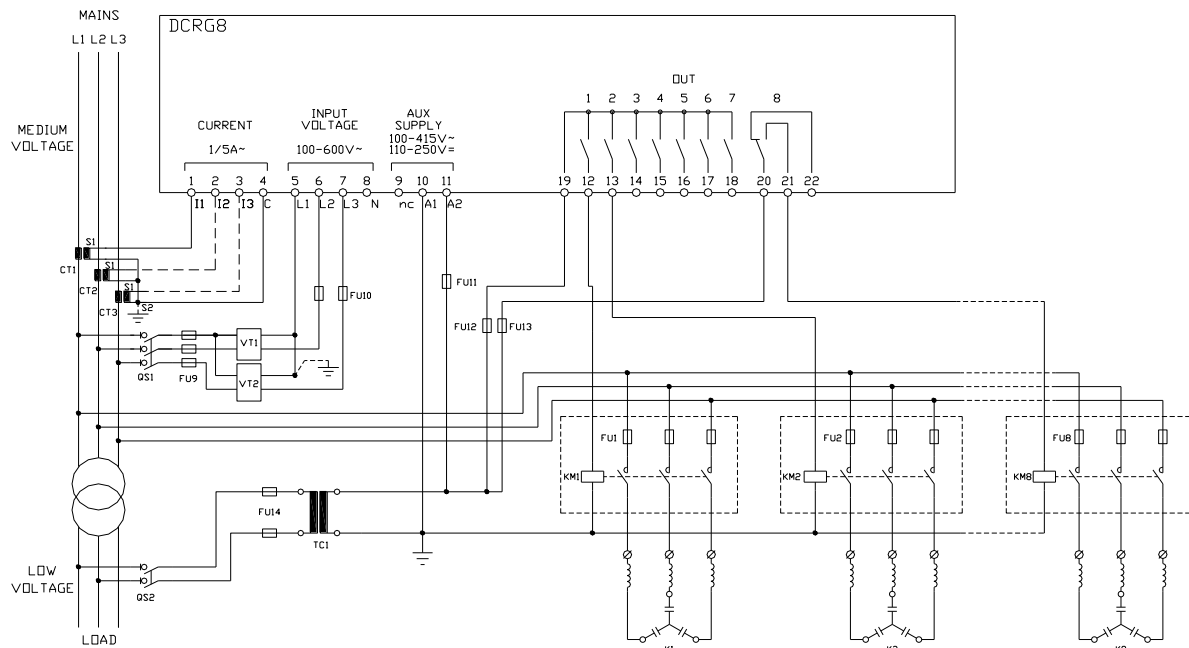 MAINS
L1 L2 L3
DCRG8
MEDIUM
VOLTAGE
CURRENT
1/5A~
INPUT
VOLTAGE
100-600V~
AUX
SUPPLY
100-415V~
110-250V=
OUT
1 2 3 4 5 6 7 8
1 2 3 4 5 6 7 8 9 10 11 19 12 13 14 15 16 17 18 20 21 22
I1 I2 I3 C L1 L2 L3 N nc A1 A2
S1
CT1
S1
CT2
S1
CT3
S2
FU10
FU11
FU12
FU13
QS1
FU9
VT1
VT2
FU1
FU2
FU8
KM1
KM2
KM8
FU14
TC1
LOW
VOLTAGE
QS2
LOAD